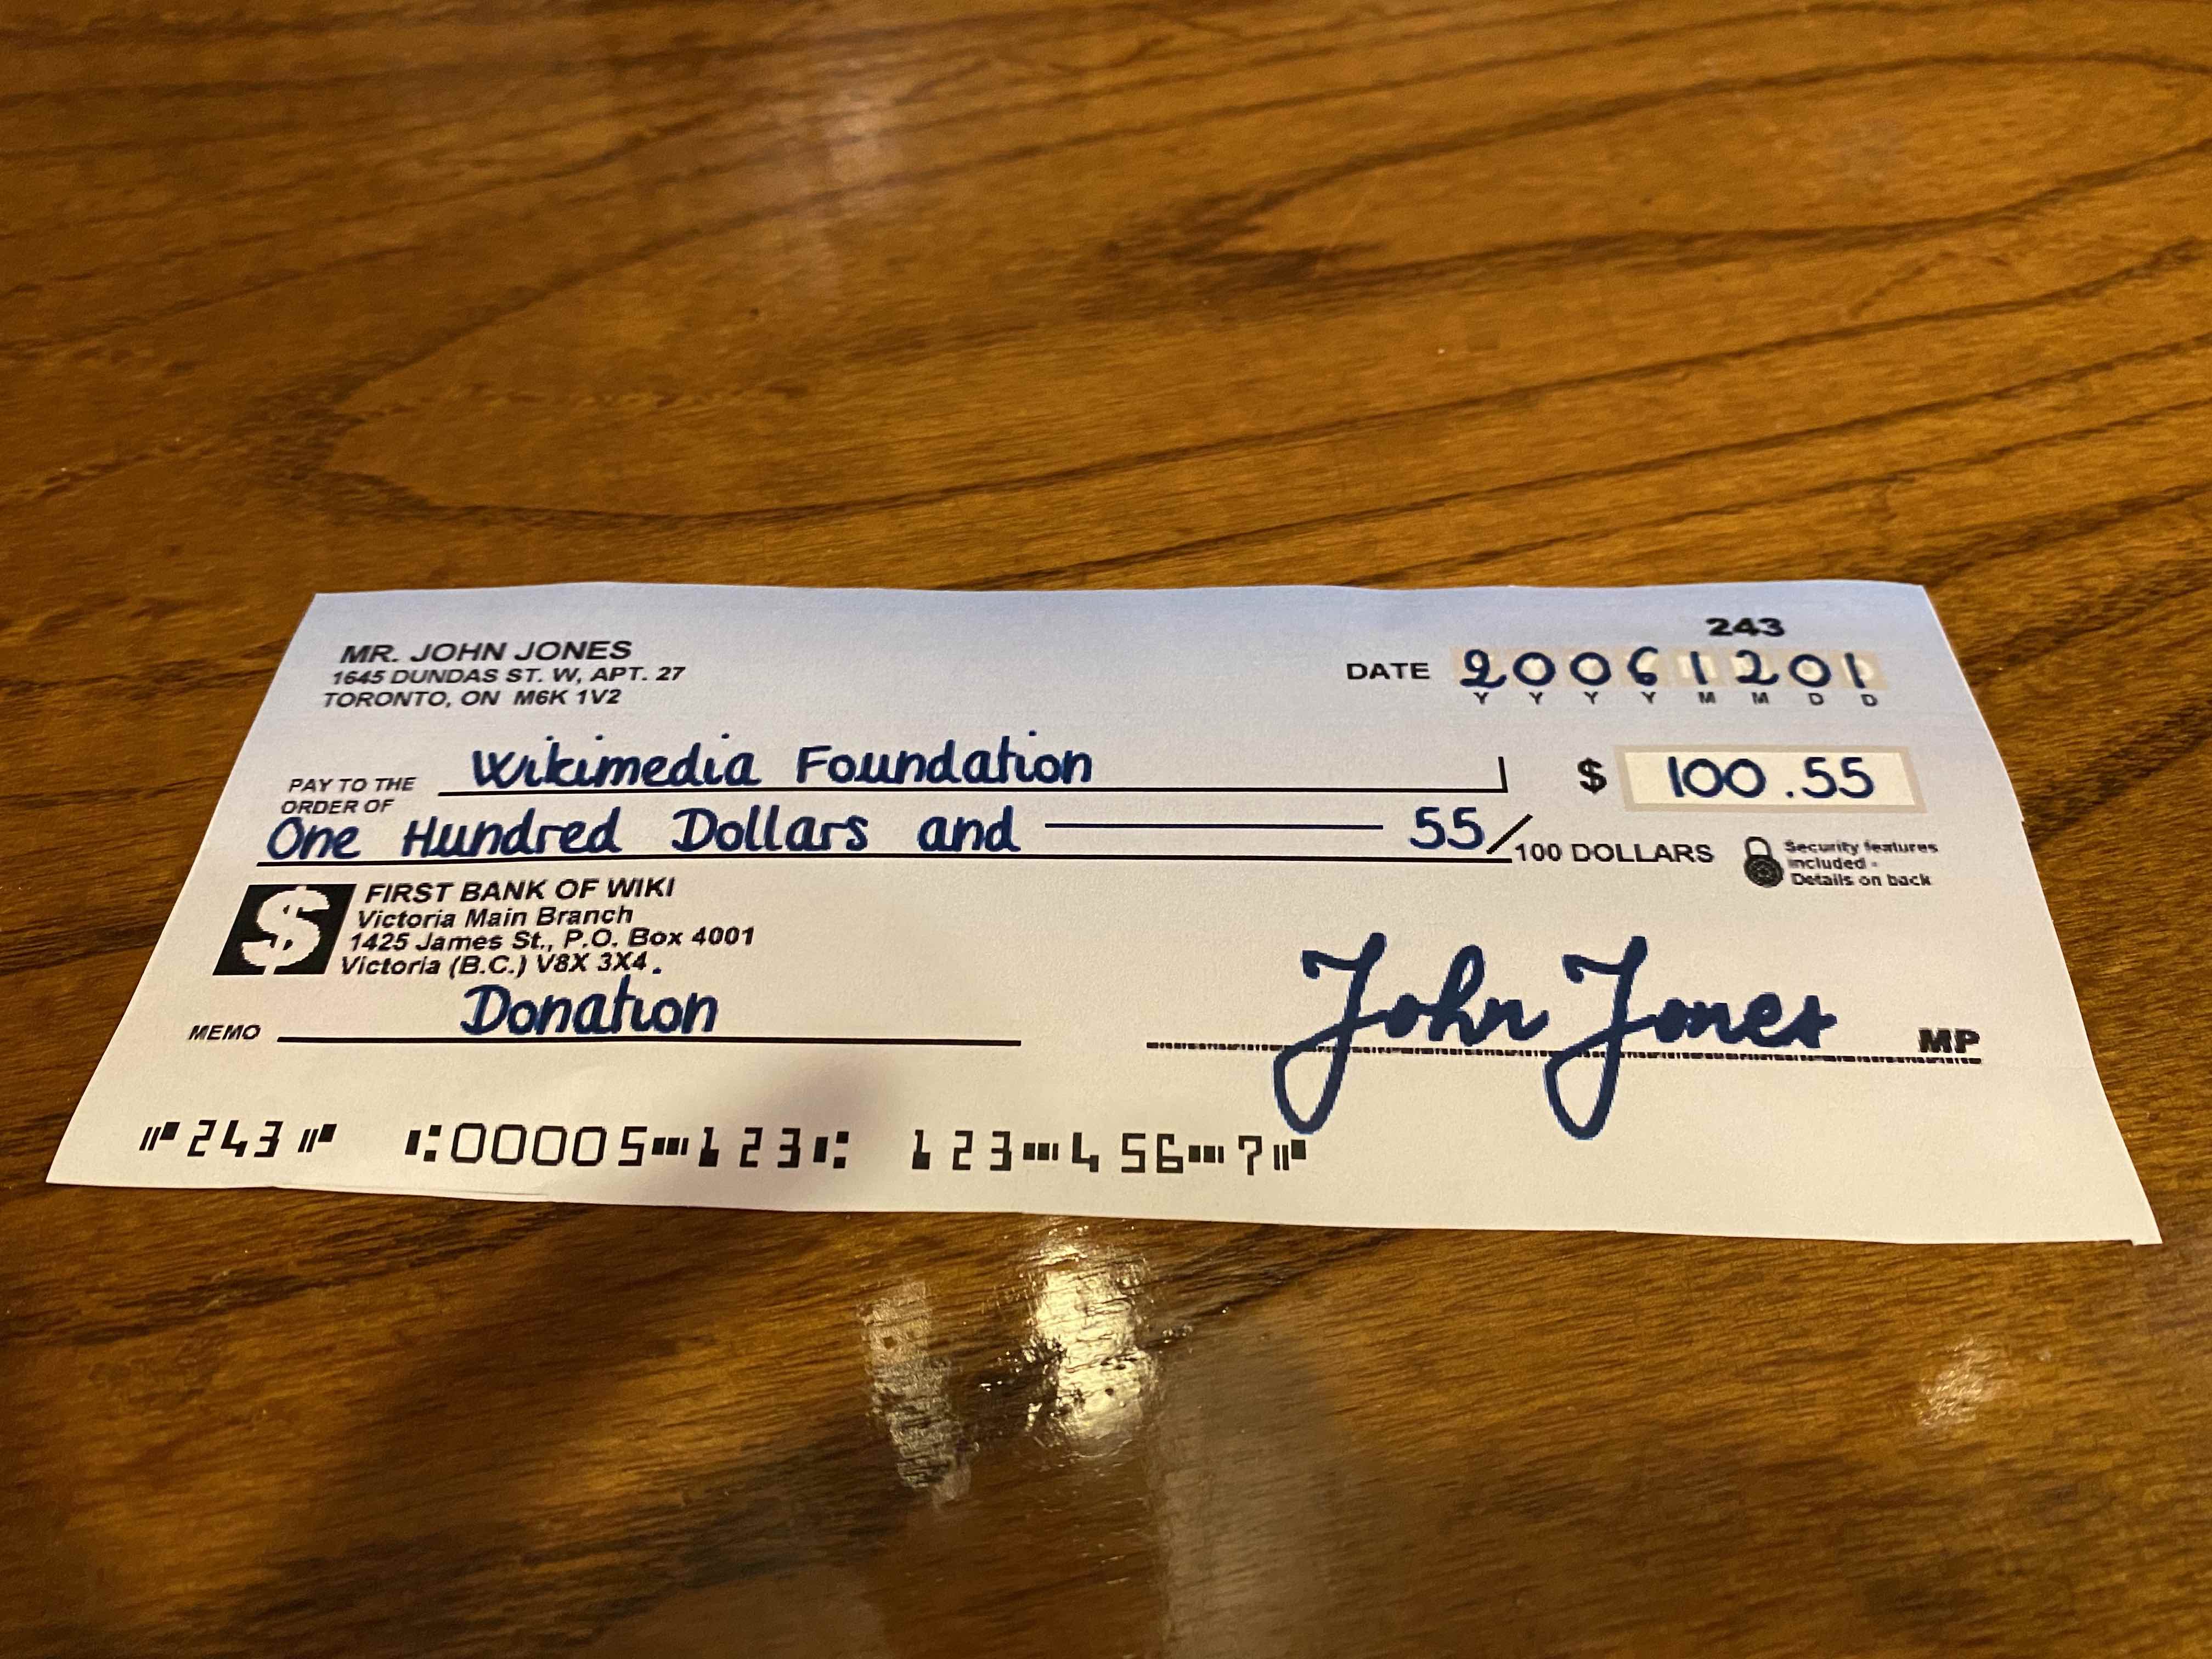 243
MR. JOHN JONES
1645 DUNDAS ST. W, APT. 27
TORONTO, ON M6K 1V2
DATE 20061201
Y Y Y Y M M D D
PAY TO THE ORDER OF Wikimedia Foundation $ 100.55
One Hundred Dollars and 55/100 DOLLARS
Security features
included -
Details on back
$
FIRST BANK OF WIKI
Victoria Main Branch
1425 James St., P.O. Box 4001
Victoria (B.C.) V8X 3X4
MEMO Donation
John Jones MP
⑈243⑈ ⑆00005⑉123⑆ 123⑉456⑉7⑈